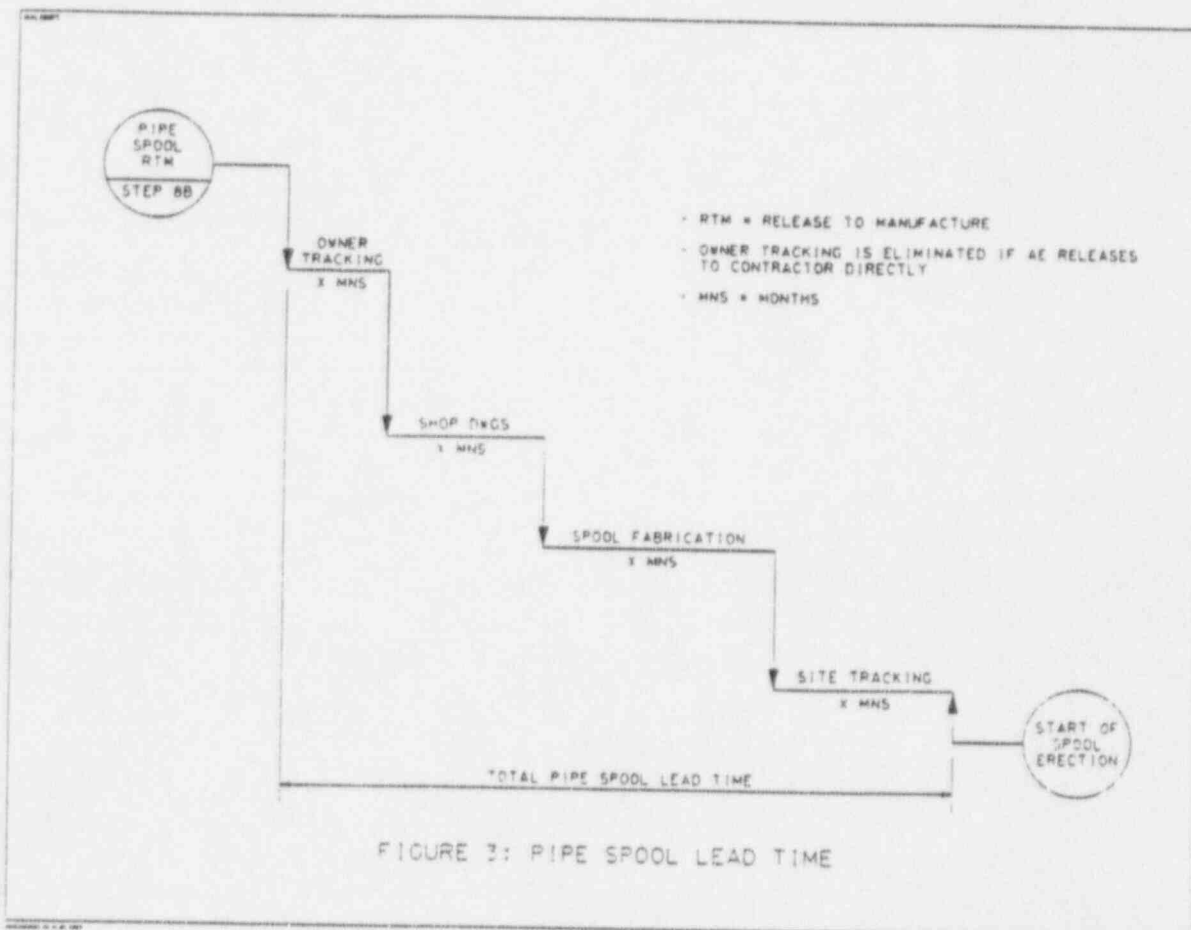 PIPE
SPOOL
RTM
STEP 8B
OWNER
TRACKING
X MNS
· RTM = RELEASE TO MANUFACTURE
· OWNER TRACKING IS ELIMINATED IF AE RELEASES
TO CONTRACTOR DIRECTLY
· MNS = MONTHS
SHOP DWGS
X MNS
SPOOL FABRICATION
X MNS
SITE TRACKING
X MNS
START OF
SPOOL
ERECTION
TOTAL PIPE SPOOL LEAD TIME
FIGURE 3: PIPE SPOOL LEAD TIME